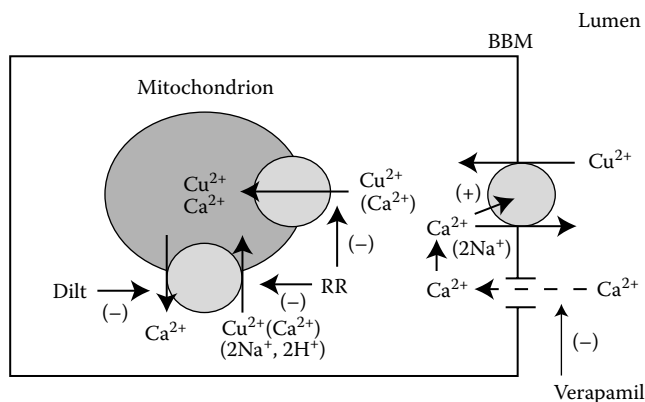 Lumen
BBM
Mitochondrion
Cu²⁺
Ca²⁺
Cu²⁺
(Ca²⁺)
(–)
RR
(–)
Dilt
(–)
Ca²⁺
Cu²⁺(Ca²⁺)
(2Na⁺, 2H⁺)
Cu²⁺
(+)
Ca²⁺
(2Na⁺)
Ca²⁺
Ca²⁺
(–)
Verapamil